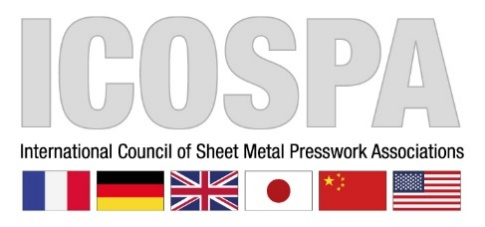 ICOSPA
International Council of Sheet Metal Presswork Associations